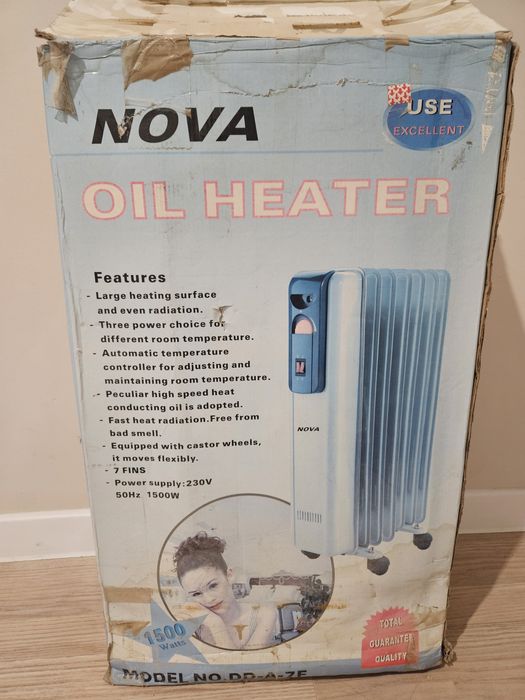 NOVA
USE
EXCELLENT
OIL HEATER
Features
- Large heating surface
and even radiation.
- Three power choice for
different room temperature.
- Automatic temperature
controller for adjusting and
maintaining room temperature.
- Peculiar high speed heat
conducting oil is adopted.
- Fast heat radiation.Free from
bad smell.
- Equipped with castor wheels,
it moves flexibly.
- 7 FINS
- Power supply:230V
50Hz 1500W
NOVA
1500
Watts
TOTAL
GUARANTEE
QUALITY
MODEL NO.